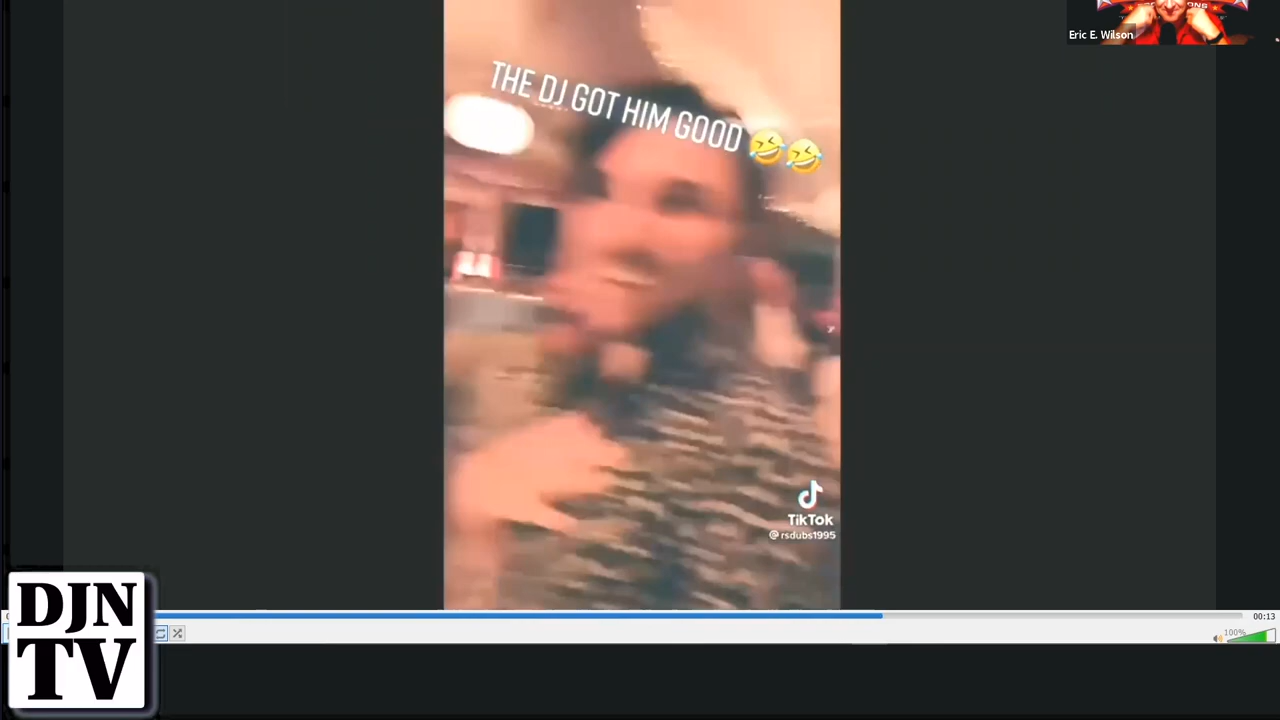 Eric E. Wilson
THE DJ GOT HIM GOOD 🤣🤣
TikTok
@rsdubs1995
00:13
100%
DJN
TV